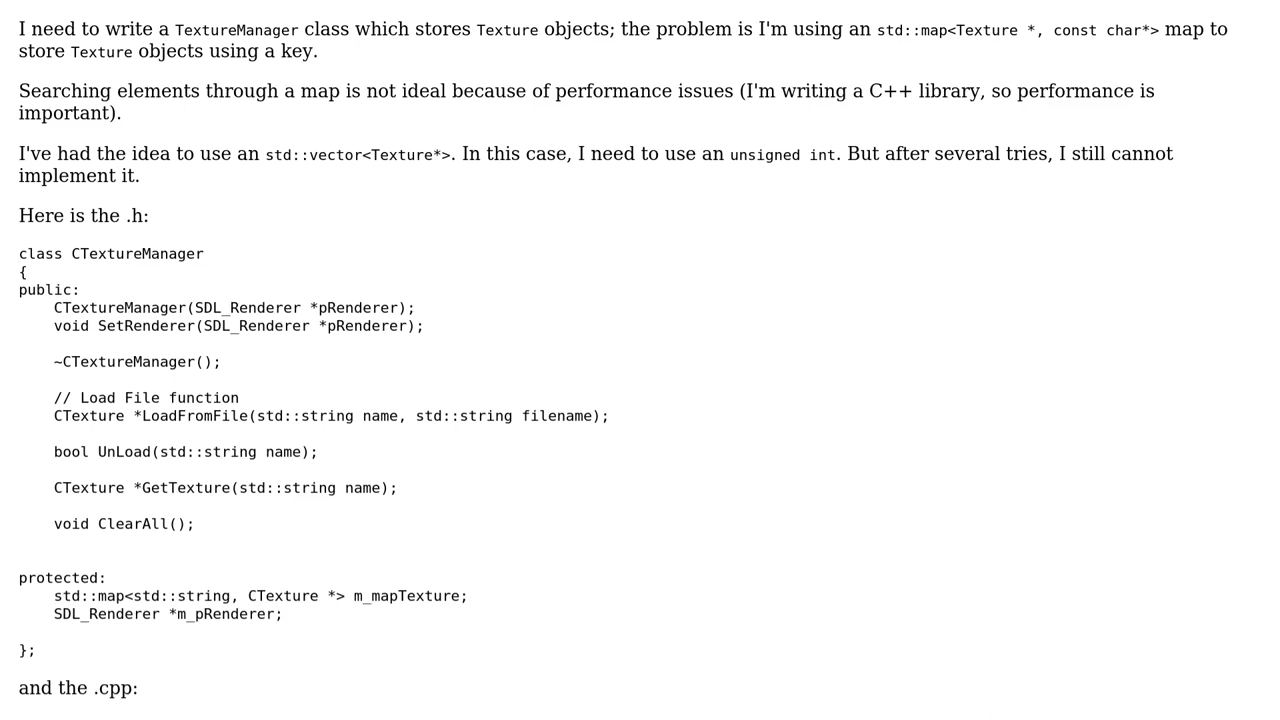 I need to write a TextureManager class which stores Texture objects; the problem is I'm using an std::map<Texture *, const char*> map to
store Texture objects using a key.
Searching elements through a map is not ideal because of performance issues (I'm writing a C++ library, so performance is
important).
I've had the idea to use an std::vector<Texture*>. In this case, I need to use an unsigned int. But after several tries, I still cannot
implement it.
Here is the .h:
class CTextureManager
{
public:
    CTextureManager(SDL_Renderer *pRenderer);
    void SetRenderer(SDL_Renderer *pRenderer);
    ~CTextureManager();
    // Load File function
    CTexture *LoadFromFile(std::string name, std::string filename);
    bool UnLoad(std::string name);
    CTexture *GetTexture(std::string name);
    void ClearAll();
protected:
    std::map<std::string, CTexture *> m_mapTexture;
    SDL_Renderer *m_pRenderer;
};
and the .cpp: